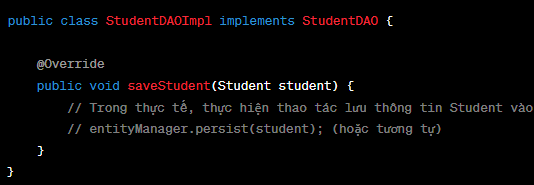 public class StudentDAOImpl implements StudentDAO {
@Override
public void saveStudent(Student student) {
// Trong thực tế, thực hiện thao tác lưu thông tin Student vào
// entityManager.persist(student); (hoặc tương tự)
}
}